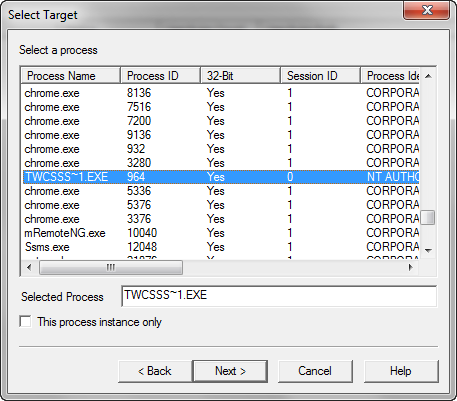 Select Target
Select a process
Process Name Process ID 32-Bit Session ID Process Ide
chrome.exe 8136 Yes 1 CORPORA
chrome.exe 7516 Yes 1 CORPORA
chrome.exe 7200 Yes 1 CORPORA
chrome.exe 9136 Yes 1 CORPORA
chrome.exe 932 Yes 1 CORPORA
chrome.exe 3280 Yes 1 CORPORA
TWCSSS~1.EXE 964 Yes 0 NT AUTHO
chrome.exe 5336 Yes 1 CORPORA
chrome.exe 5376 Yes 1 CORPORA
chrome.exe 3376 Yes 1 CORPORA
mRemoteNG.exe 10040 Yes 1 CORPORA
Ssms.exe 12048 Yes 1 CORPORA
Selected Process TWCSSS~1.EXE
This process instance only
< Back Next > Cancel Help